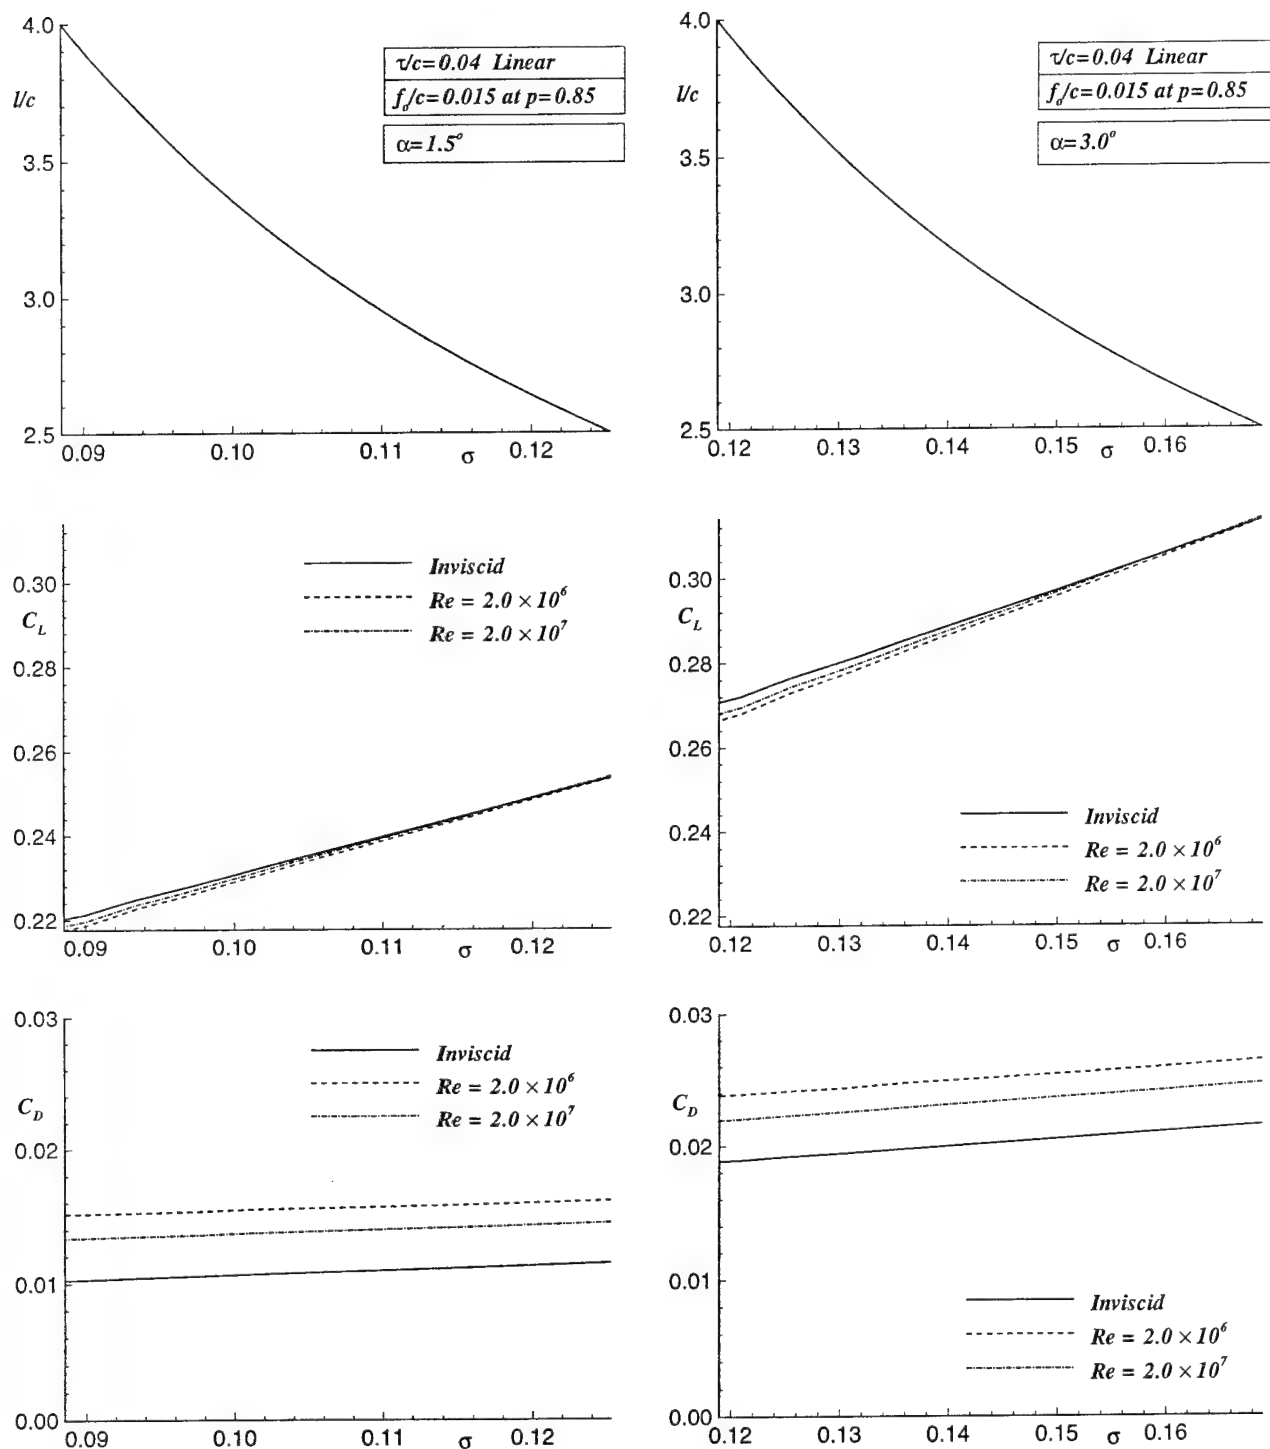 4.0
l/c
3.5
3.0
2.5
0.09 0.10 0.11 σ 0.12
τ/c=0.04 Linear
f₀/c=0.015 at p=0.85
α=1.5°
4.0
l/c
3.5
3.0
2.5
0.12 0.13 0.14 0.15 σ 0.16
τ/c=0.04 Linear
f₀/c=0.015 at p=0.85
α=3.0°
0.30
C_L
0.28
0.26
0.24
0.22
0.09 0.10 0.11 σ 0.12
Inviscid
Re = 2.0×10⁶
Re = 2.0×10⁷
0.30
C_L
0.28
0.26
0.24
0.22
0.12 0.13 0.14 0.15 σ 0.16
Inviscid
Re = 2.0×10⁶
Re = 2.0×10⁷
0.03
C_D
0.02
0.01
0.00
0.09 0.10 0.11 σ 0.12
Inviscid
Re = 2.0×10⁶
Re = 2.0×10⁷
0.03
C_D
0.02
0.01
0.00
0.12 0.13 0.14 0.15 σ 0.16
Inviscid
Re = 2.0×10⁶
Re = 2.0×10⁷